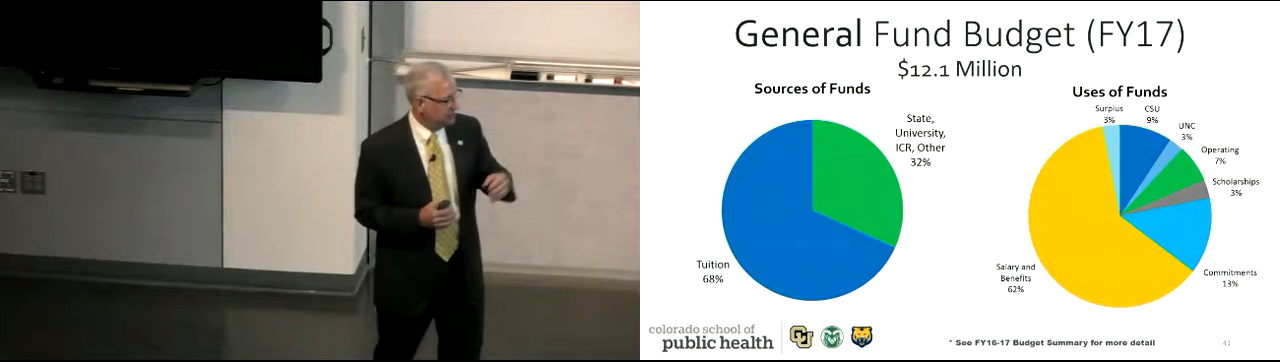 General Fund Budget (FY17)
$12.1 Million
Sources of Funds
State,
University,
ICR, Other
32%
Tuition
68%
Uses of Funds
Surplus
3%
CSU
9%
UNC
3%
Operating
7%
Scholarships
3%
Commitments
13%
Salary and
Benefits
62%
colorado school of
public health
CU
* See FY16-17 Budget Summary for more detail
41